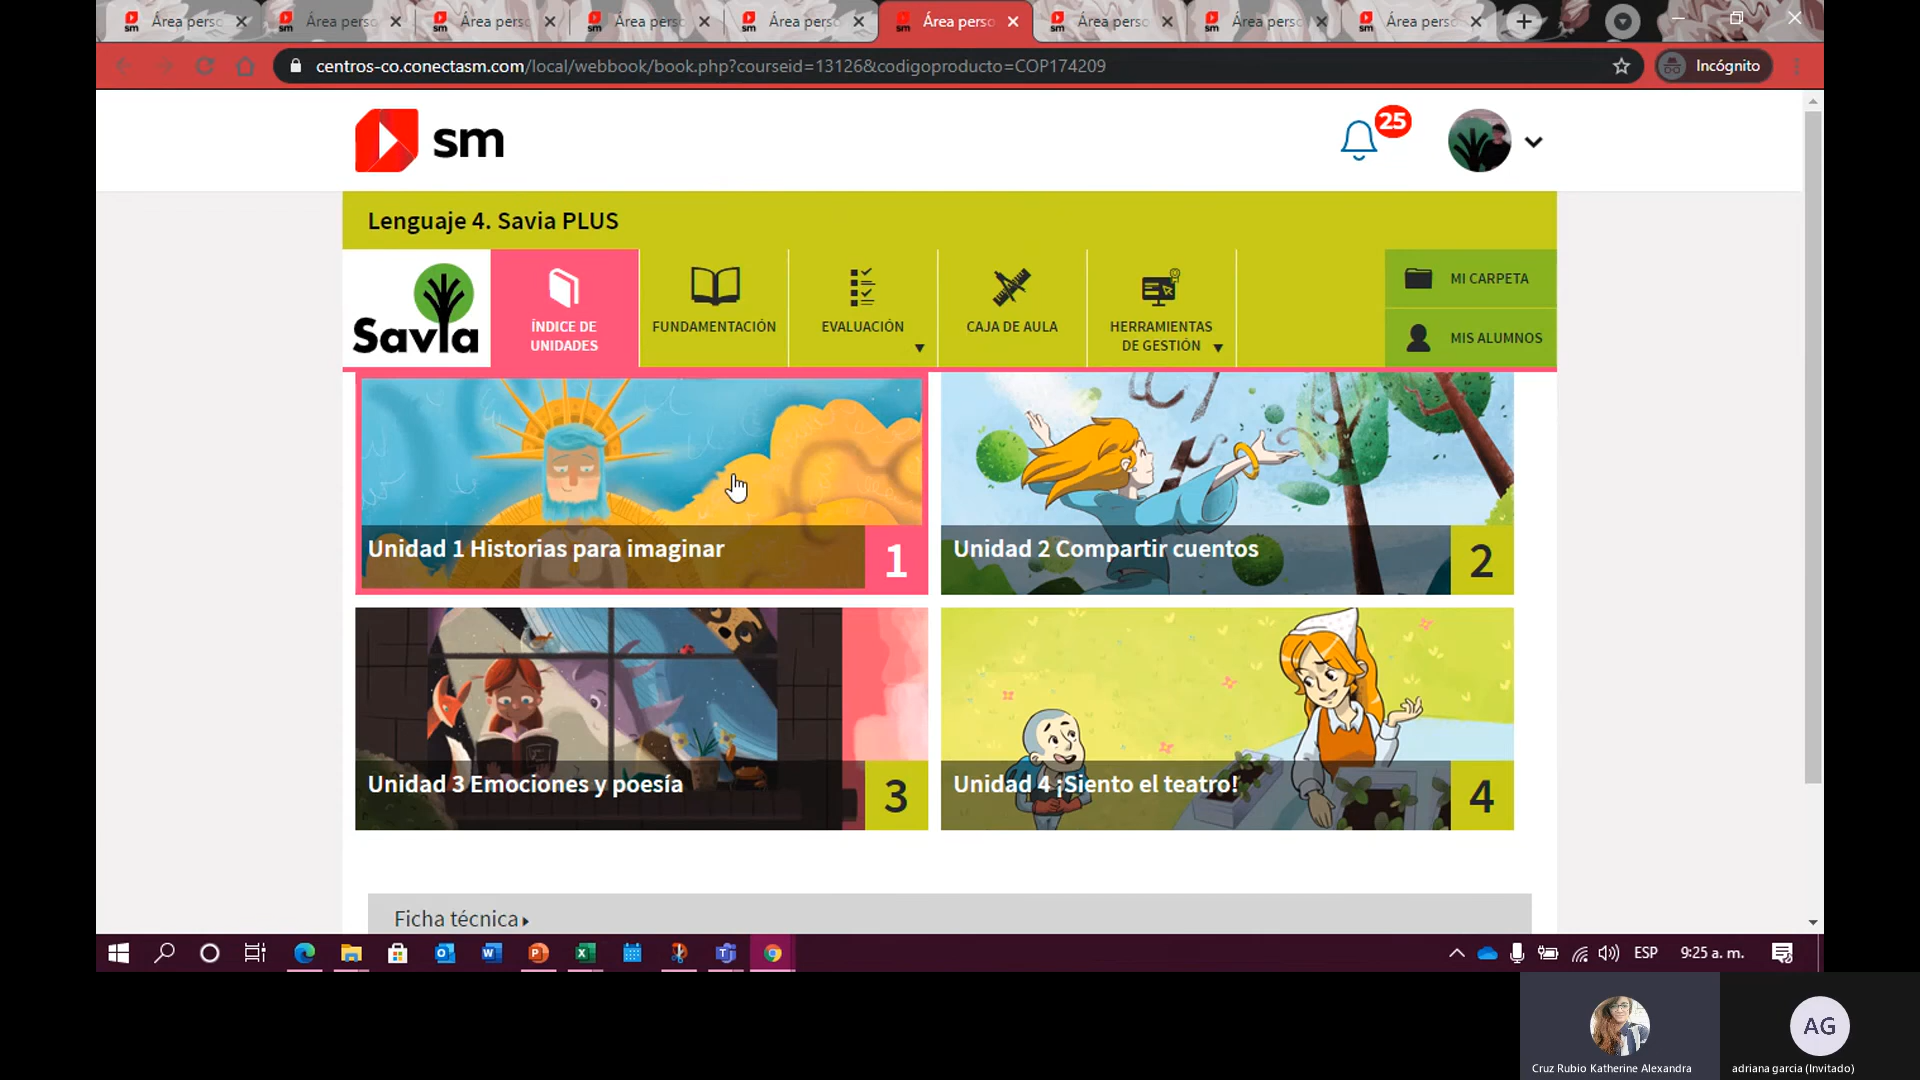 Área perso
Área perso
Área perso
Área perso
Área perso
Área perso
Área perso
Área perso
Área perso
centros-co.conectasm.com/local/webbook/book.php?courseid=13126&codigoproducto=COP174209
Incógnito
sm
25
Lenguaje 4. Savia PLUS
Savia
ÍNDICE DE
UNIDADES
FUNDAMENTACIÓN
EVALUACIÓN
CAJA DE AULA
HERRAMIENTAS
DE GESTIÓN
MI CARPETA
MIS ALUMNOS
Unidad 1 Historias para imaginar
1
Unidad 2 Compartir cuentos
2
Unidad 3 Emociones y poesía
3
Unidad 4 ¡Siento el teatro!
4
Ficha técnica
ESP
9:25 a. m.
AG
Cruz Rubio Katherine Alexandra
adriana garcia (Invitado)